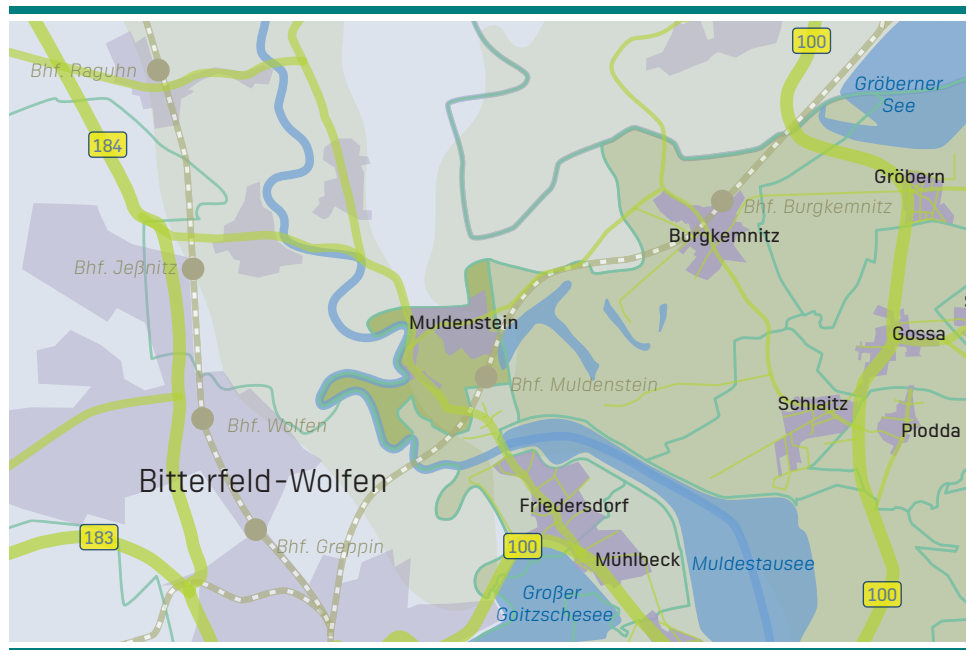 100
Bhf. Raguhn
Gröberner
See
184
Gröbern
Bhf. Burgkemnitz
Burgkemnitz
Bhf. Jeßnitz
Muldenstein
Gossa
Bhf. Muldenstein
Schlaitz
Bhf. Wolfen
Plodda
Bitterfeld-Wolfen
Friedersdorf
183
Bhf. Greppin
100
Mühlbeck
Muldestausee
Großer
Goitzschesee
100